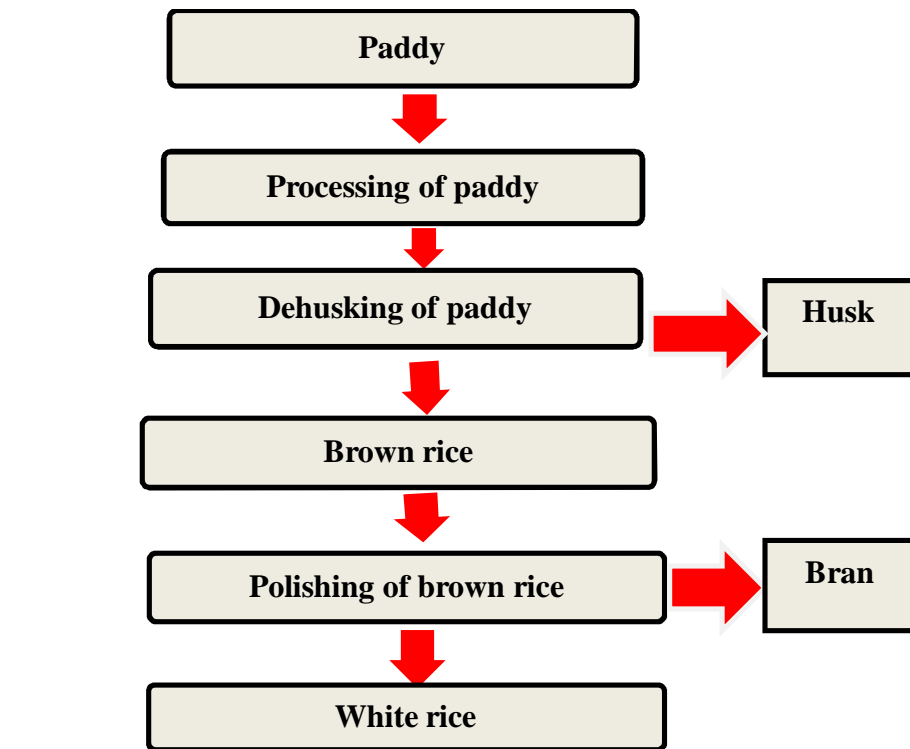 Paddy
Processing of paddy
Dehusking of paddy
Husk
Brown rice
Polishing of brown rice
Bran
White rice